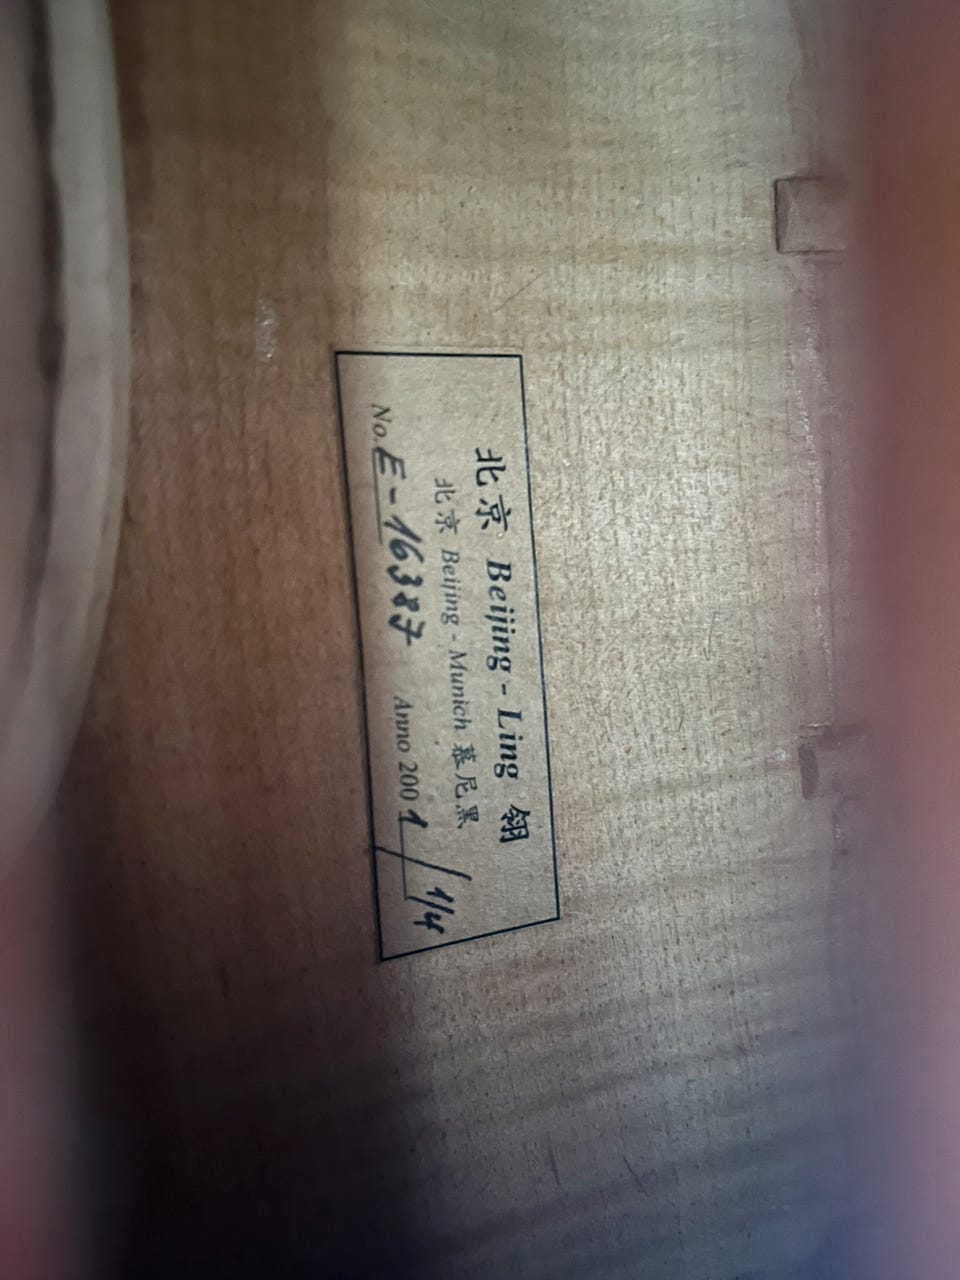 北京 Beijing - Ling 翎
北京 Beijing - Munich 慕尼黑
No. E-16387 Anno 2001/1/4